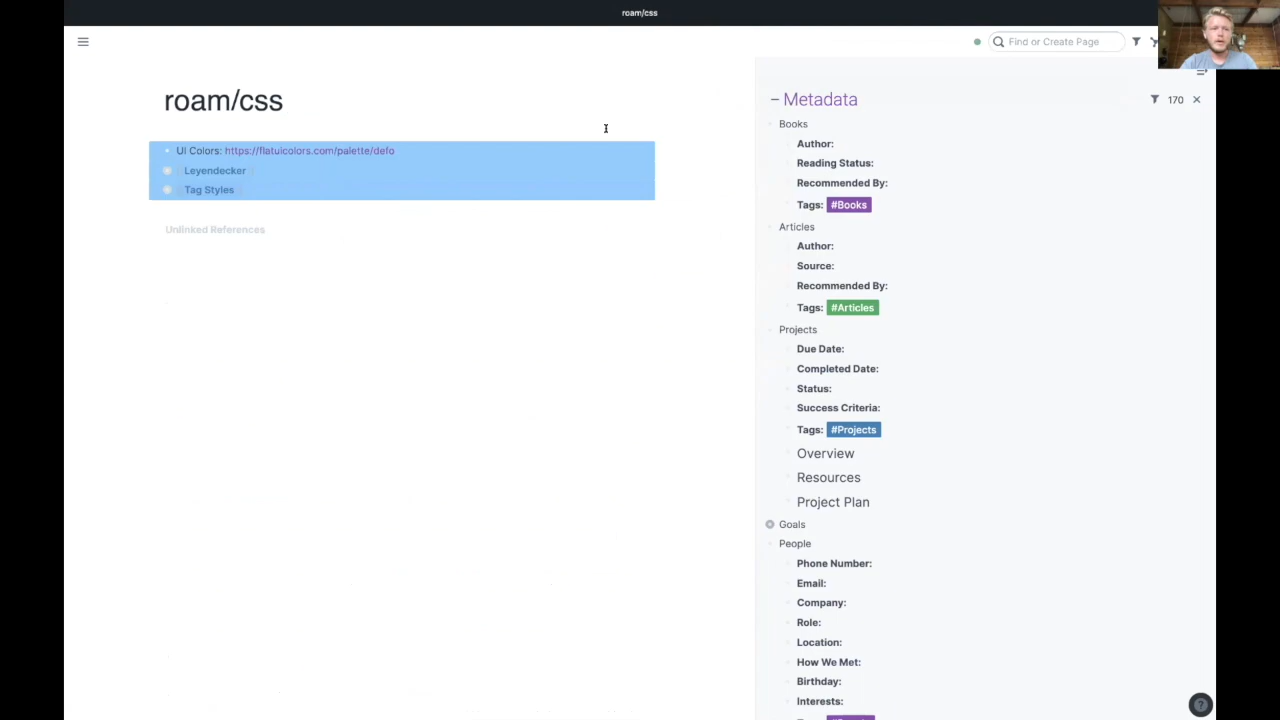 roam/css
Find or Create Page
roam/css
UI Colors: https://flatuicolors.com/palette/defo
Leyendecker
Tag Styles
Unlinked References
– Metadata
170
Books
Author:
Reading Status:
Recommended By:
Tags: #Books
Articles
Author:
Source:
Recommended By:
Tags: #Articles
Projects
Due Date:
Completed Date:
Status:
Success Criteria:
Tags: #Projects
Overview
Resources
Project Plan
Goals
People
Phone Number:
Email:
Company:
Role:
Location:
How We Met:
Birthday:
Interests: